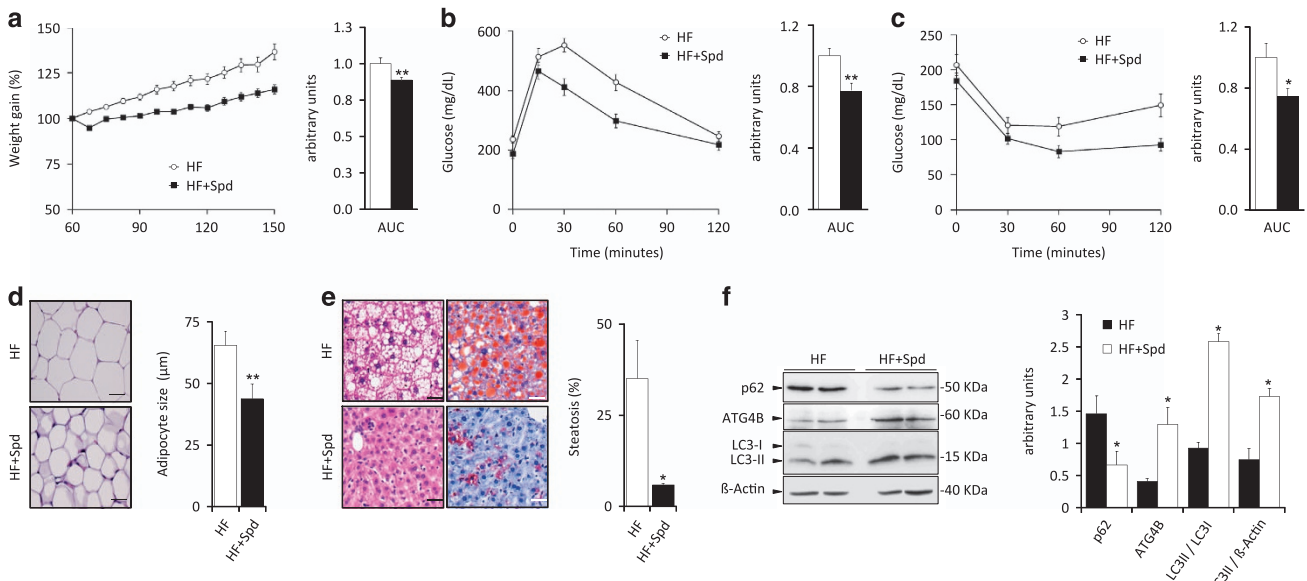 a
Weight gain (%)
150
125
100
75
50
60
90
120
150
HF
HF+Spd
arbitrary units
1.3
1.0
0.8
0.5
0.3
0.0
**
AUC
b
Glucose (mg/dL)
600
400
200
0
0
30
60
90
120
Time (minutes)
HF
HF+Spd
arbitrary units
1.2
0.8
0.4
0.0
**
AUC
c
Glucose (mg/dL)
250
200
150
100
50
0
0
30
60
90
120
Time (minutes)
HF
HF+Spd
arbitrary units
1.2
0.8
0.4
0.0
*
AUC
d
HF
HF+Spd
Adipocyte size (µm)
75
50
25
0
**
HF
HF+Spd
e
HF
HF+Spd
Steatosis (%)
50
25
0
*
HF
HF+Spd
f
HF HF+Spd
p62 -50 KDa
ATG4B -60 KDa
LC3-I
LC3-II -15 KDa
ß-Actin -40 KDa
arbitrary units
3
2.5
2
1.5
1
0.5
0
HF
HF+Spd
*
*
*
*
p62
ATG4B
LC3II / LC3I
C3II / ß-Actin